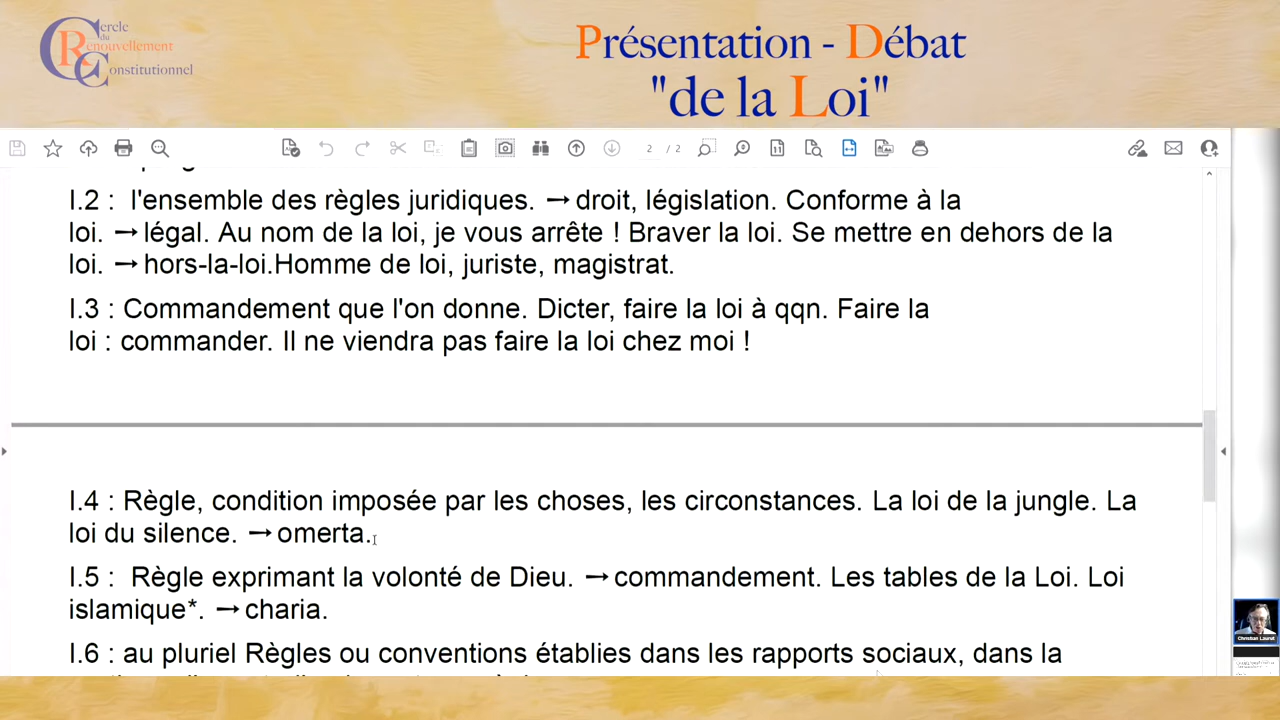 Cercle
du
Renouvellement
Constitutionnel
Présentation - Débat
"de la Loi"
2 / 2
I.2 : l'ensemble des règles juridiques. → droit, législation. Conforme à la
loi. → légal. Au nom de la loi, je vous arrête ! Braver la loi. Se mettre en dehors de la
loi. → hors-la-loi.Homme de loi, juriste, magistrat.
I.3 : Commandement que l'on donne. Dicter, faire la loi à qqn. Faire la
loi : commander. Il ne viendra pas faire la loi chez moi !
I.4 : Règle, condition imposée par les choses, les circonstances. La loi de la jungle. La
loi du silence. → omerta.
I.5 : Règle exprimant la volonté de Dieu. → commandement. Les tables de la Loi. Loi
islamique*. → charia.
I.6 : au pluriel Règles ou conventions établies dans les rapports sociaux, dans la
Christian Laurut